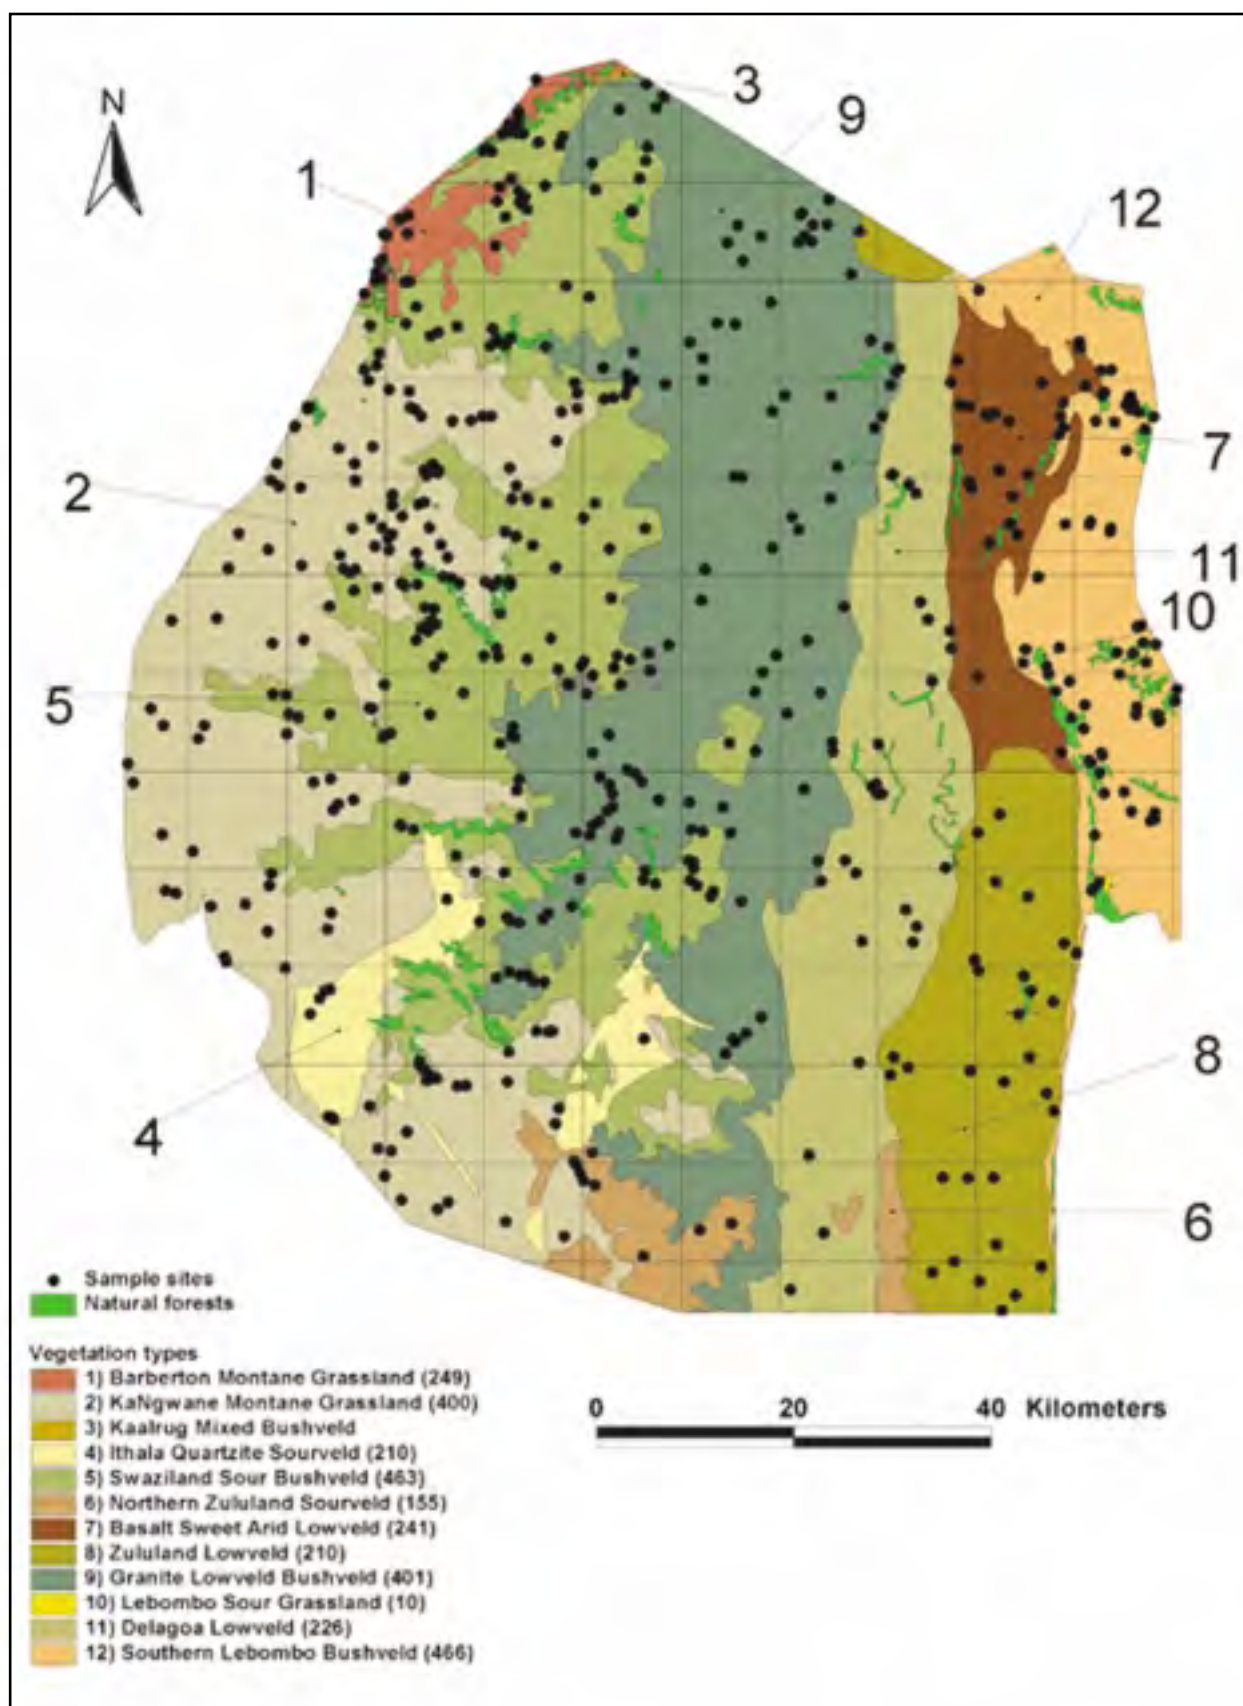 N
3
9
1
12
7
2
11
10
5
8
4
6
Sample sites
Natural forests
Vegetation types
1) Barberton Montane Grassland (249)
2) KaNgwane Montane Grassland (400)
3) Kaalrug Mixed Bushveld
4) Ithala Quartzite Sourveld (210)
5) Swaziland Sour Bushveld (463)
6) Northern Zululand Sourveld (155)
7) Basalt Sweet Arid Lowveld (241)
8) Zululand Lowveld (210)
9) Granite Lowveld Bushveld (401)
10) Lebombo Sour Grassland (10)
11) Delagoa Lowveld (226)
12) Southern Lebombo Bushveld (466)
0 20 40 Kilometers